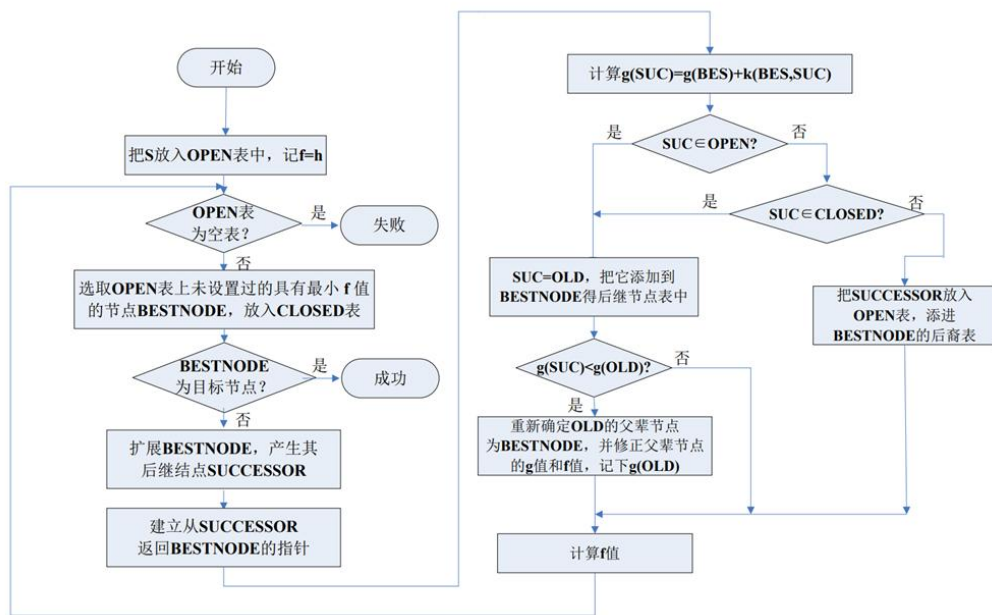 开始
把S放入OPEN表中，记f=h
OPEN表
为空表？
是
失败
否
选取OPEN表上未设置过的具有最小 f 值
的节点BESTNODE，放入CLOSED表
BESTNODE
为目标节点？
是
成功
否
扩展BESTNODE，产生其
后继结点SUCCESSOR
建立从SUCCESSOR
返回BESTNODE的指针
计算g(SUC)=g(BES)+k(BES,SUC)
是
SUC∈OPEN?
否
是
SUC∈CLOSED?
否
SUC=OLD，把它添加到
BESTNODE得后继节点表中
把SUCCESSOR放入
OPEN表，添进
BESTNODE的后裔表
g(SUC)<g(OLD)?
否
是
重新确定OLD的父辈节点
为BESTNODE，并修正父辈节点
的g值和f值，记下g(OLD)
计算f值